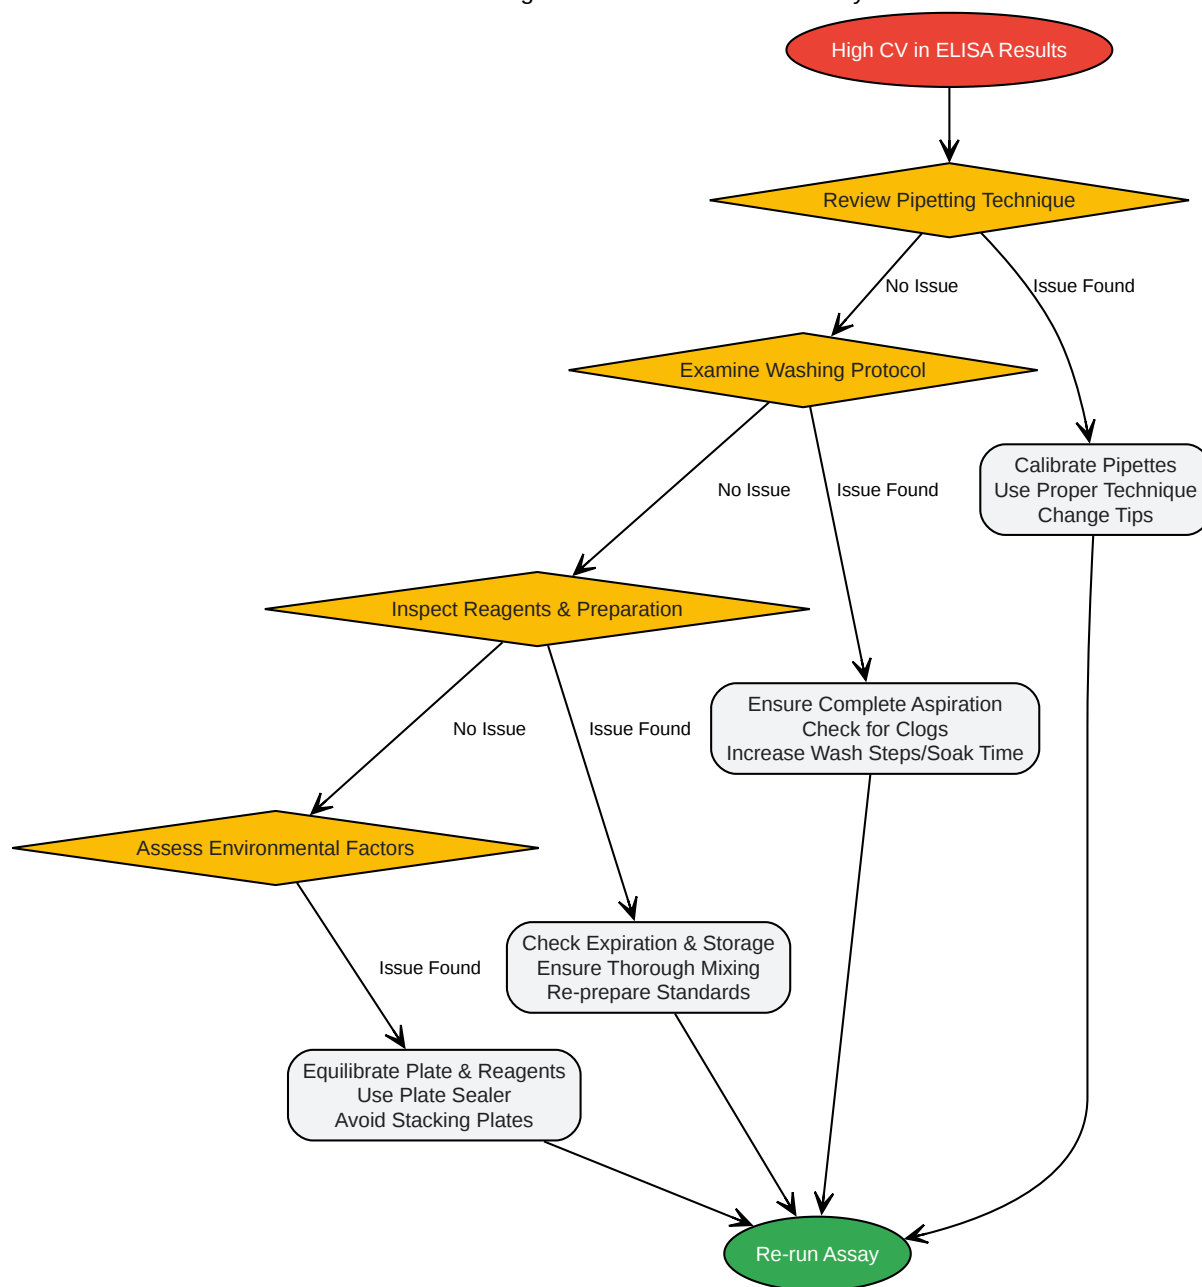 High CV in ELISA Results
Review Pipetting Technique
No Issue
Issue Found
Examine Washing Protocol
Calibrate Pipettes
Use Proper Technique
Change Tips
No Issue
Issue Found
Inspect Reagents & Preparation
Ensure Complete Aspiration
Check for Clogs
Increase Wash Steps/Soak Time
No Issue
Issue Found
Assess Environmental Factors
Check Expiration & Storage
Ensure Thorough Mixing
Re-prepare Standards
Issue Found
Equilibrate Plate & Reagents
Use Plate Sealer
Avoid Stacking Plates
Re-run Assay